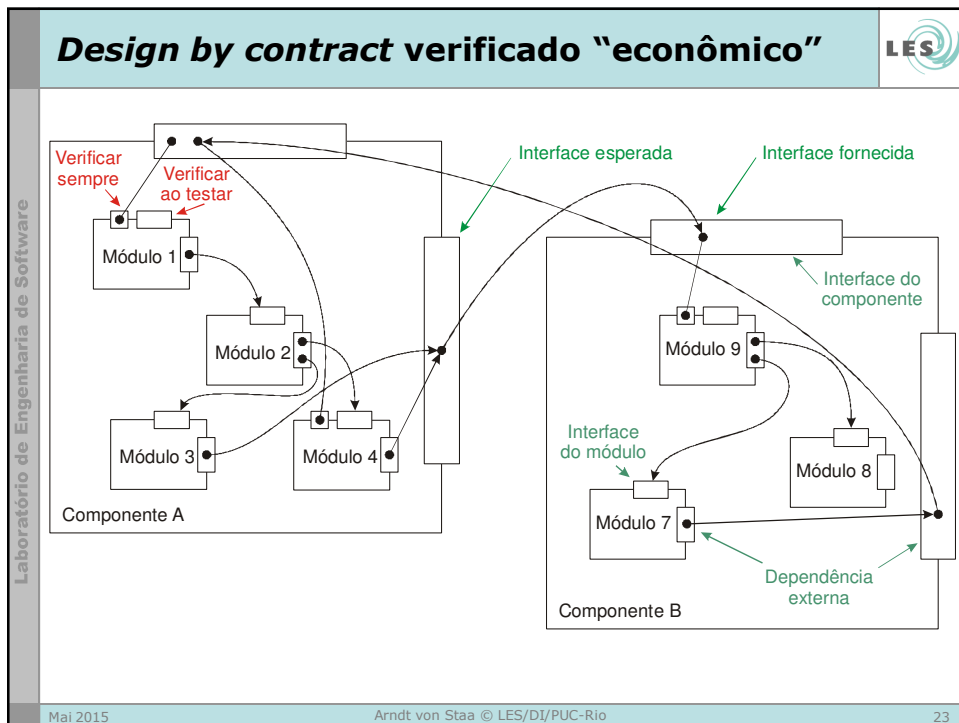 Design by contract verificado “econômico”
LES
Laboratório de Engenharia de Software
Verificar
sempre
Verificar
ao testar
Interface esperada
Interface fornecida
Módulo 1
Interface do
componente
Módulo 2
Módulo 9
Módulo 3
Módulo 4
Interface
do módulo
Módulo 8
Componente A
Módulo 7
Dependência
externa
Componente B
Mai 2015
Arndt von Staa © LES/DI/PUC-Rio
23